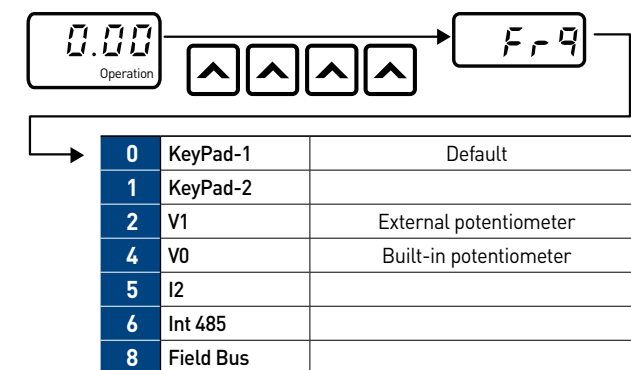 0.00
Operation
Frq
0 KeyPad-1 Default
1 KeyPad-2
2 V1 External potentiometer
4 V0 Built-in potentiometer
5 I2
6 Int 485
8 Field Bus